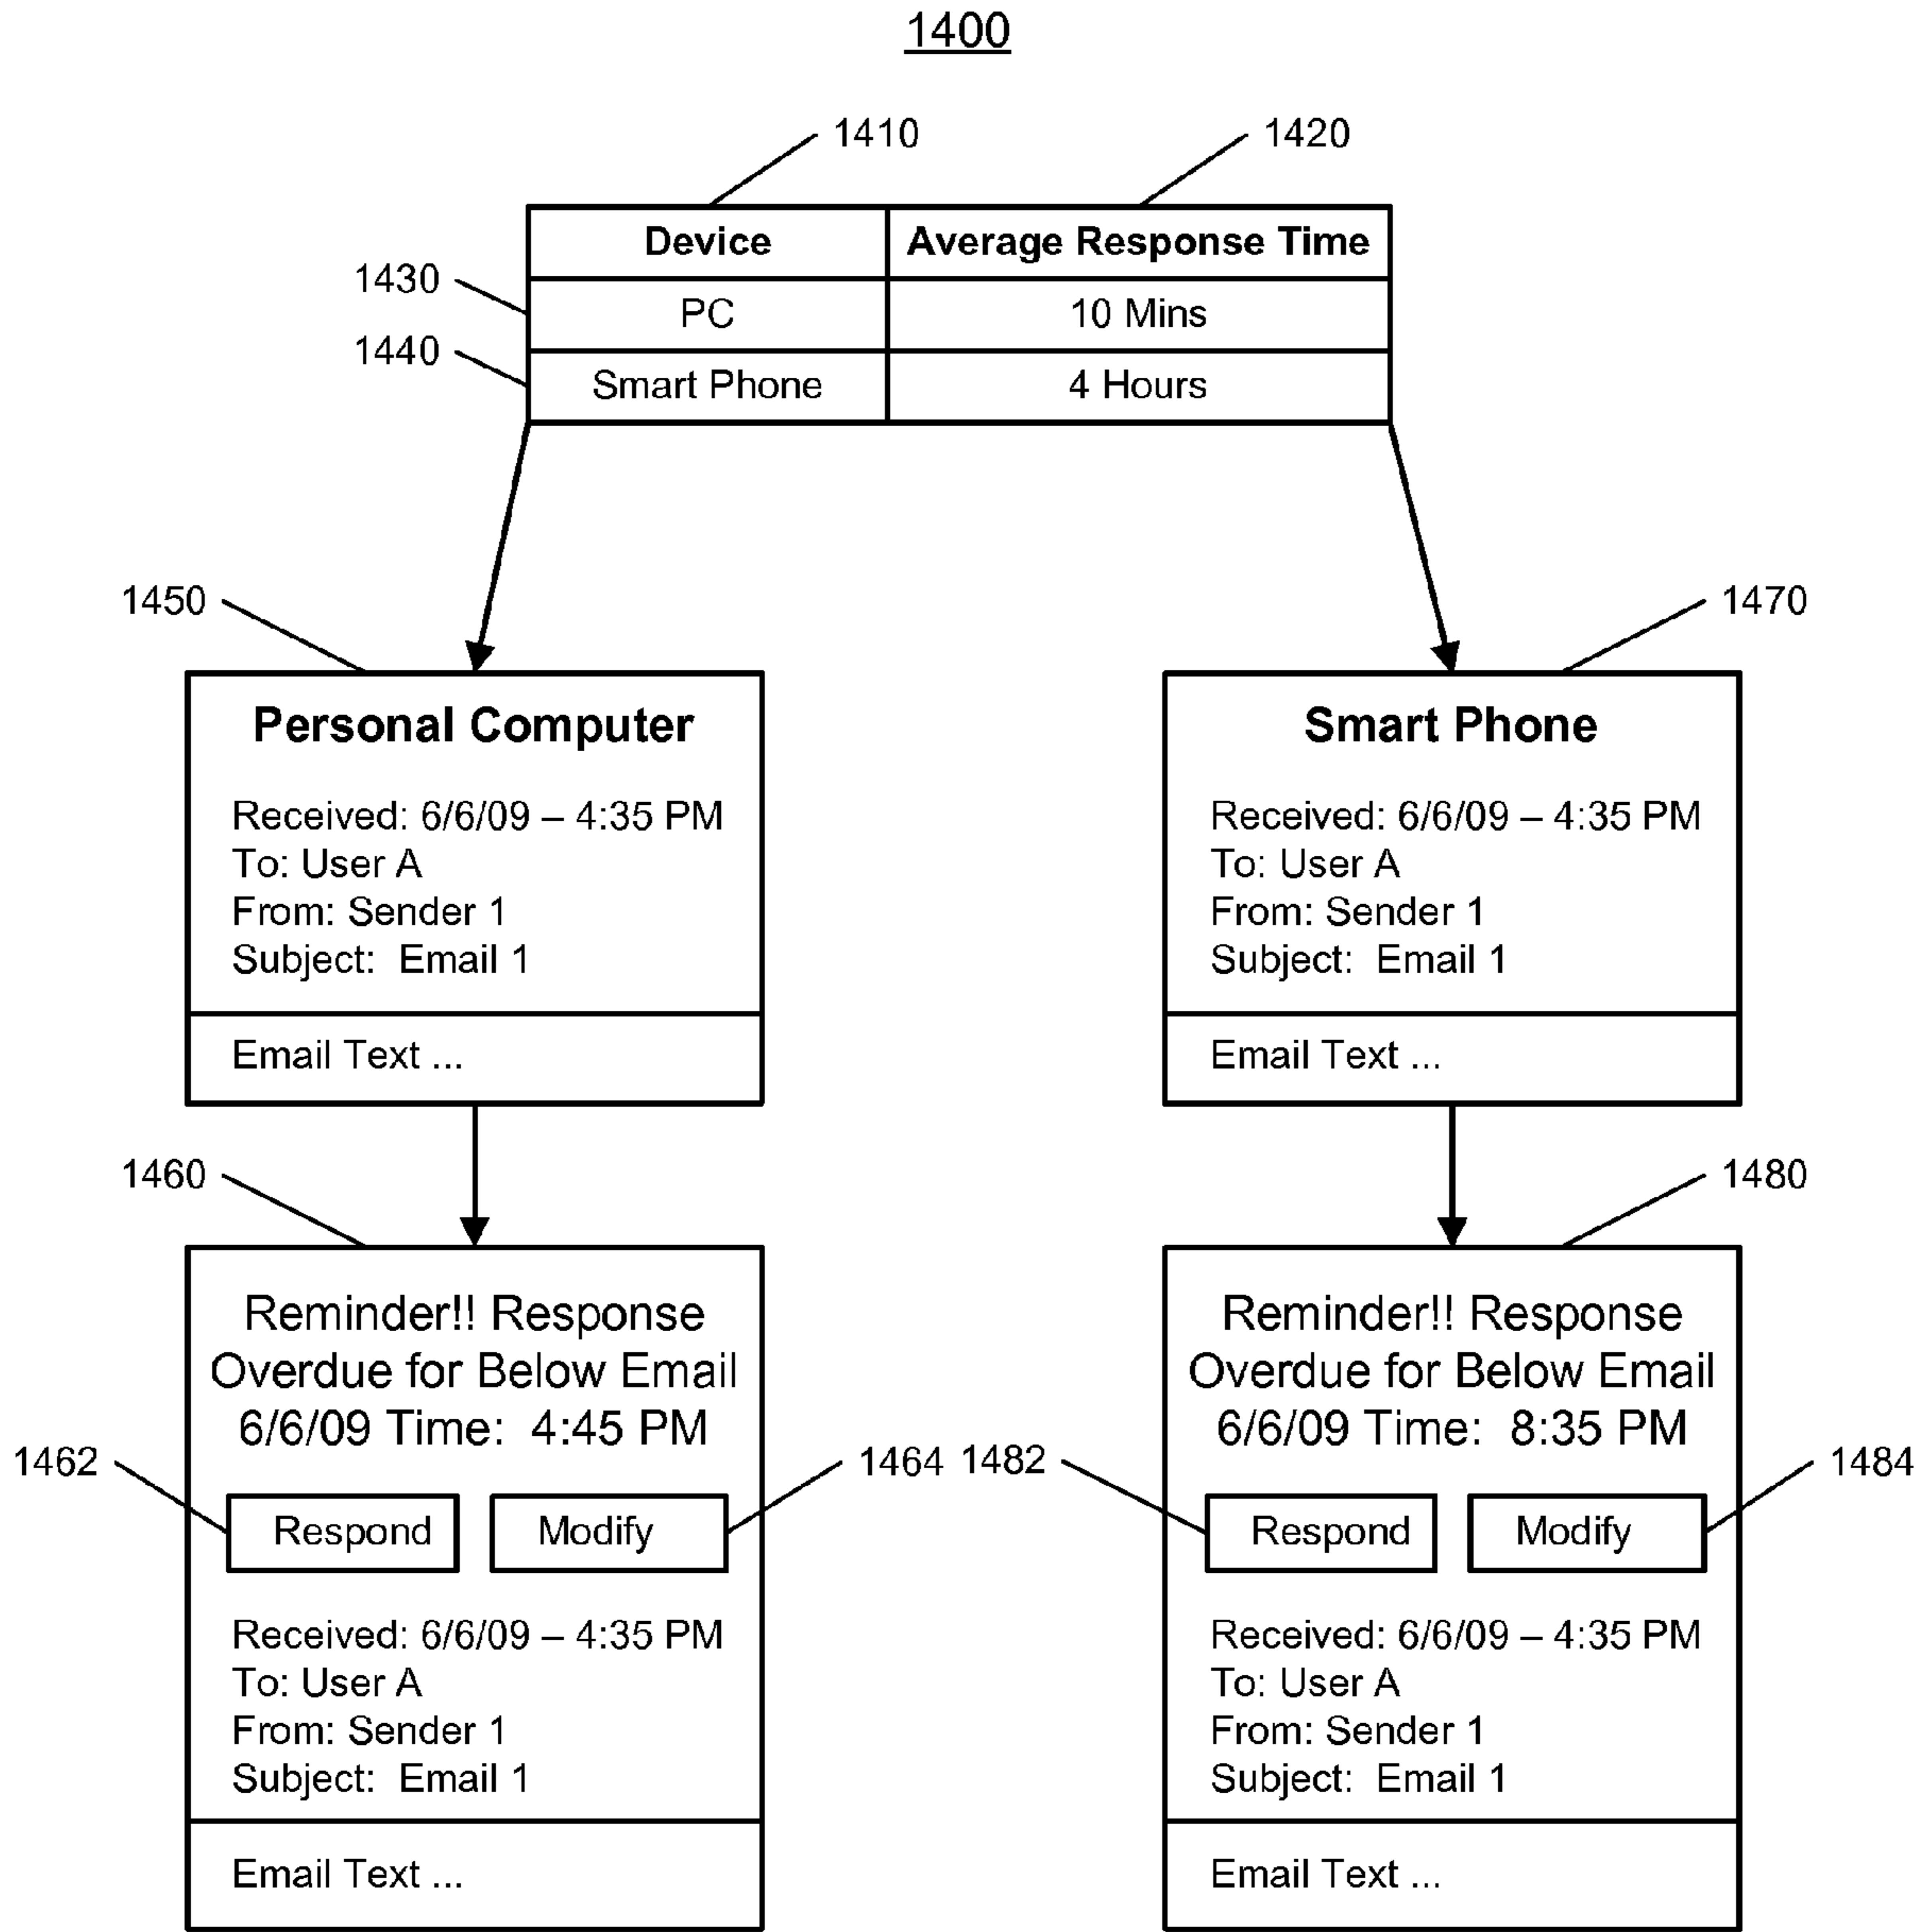 1400
1410
1420
Device
Average Response Time
1430
PC
10 Mins
1440
Smart Phone
4 Hours
1450
Personal Computer
Received: 6/6/09 – 4:35 PM
To: User A
From: Sender 1
Subject:  Email 1
Email Text ...
1470
Smart Phone
Received: 6/6/09 – 4:35 PM
To: User A
From: Sender 1
Subject:  Email 1
Email Text ...
1460
Reminder!! Response
Overdue for Below Email
6/6/09 Time:  4:45 PM
1462
1464
Respond
Modify
Received: 6/6/09 – 4:35 PM
To: User A
From: Sender 1
Subject:  Email 1
Email Text ...
1480
Reminder!! Response
Overdue for Below Email
6/6/09 Time:  8:35 PM
1482
1484
Respond
Modify
Received: 6/6/09 – 4:35 PM
To: User A
From: Sender 1
Subject:  Email 1
Email Text ...